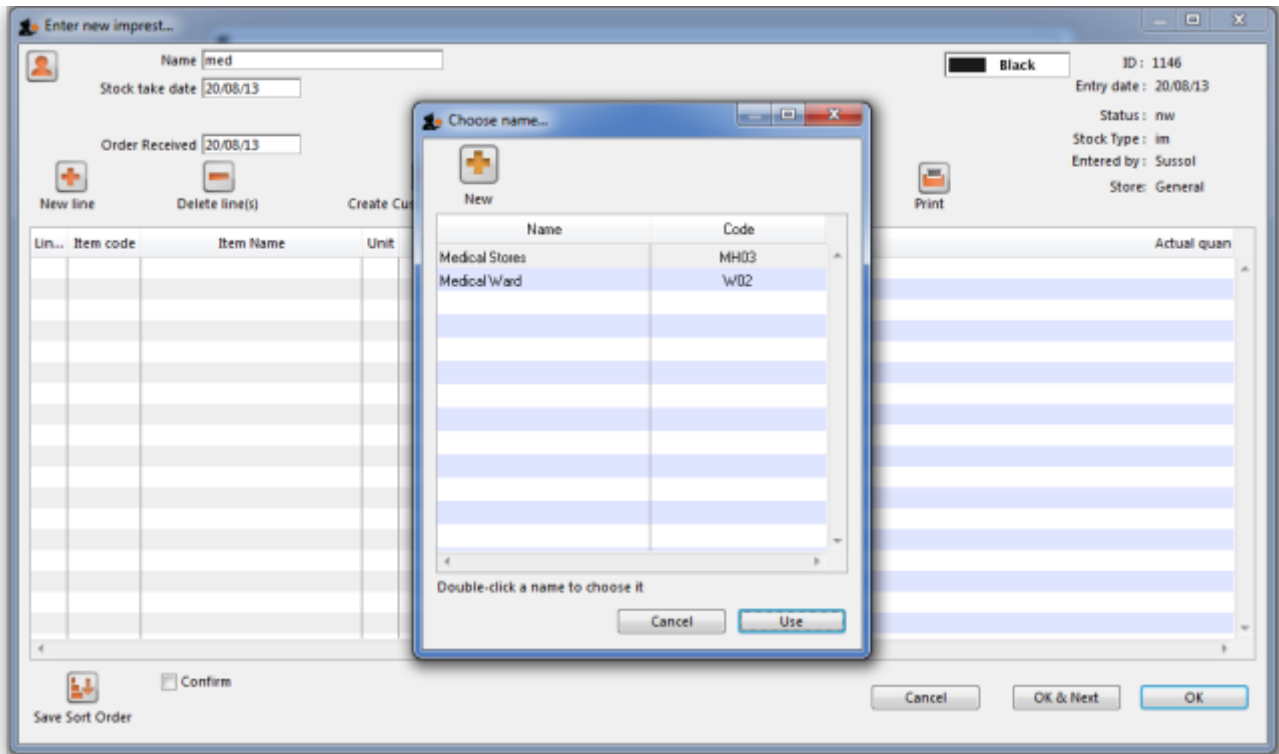 Enter new imprest...
Name med
Stock take date 20/08/13
Order Received 20/08/13
Black
ID : 1146
Entry date : 20/08/13
Status : nw
Stock Type : im
Entered by : Sussol
Store: General
New line
Delete line(s)
Create Cus
Print
Lin... Item code Item Name Unit Actual quan
Choose name...
New
Name Code
Medical Stores MH03
Medical Ward W02
Double-click a name to choose it
Cancel Use
Save Sort Order
Confirm
Cancel OK & Next OK